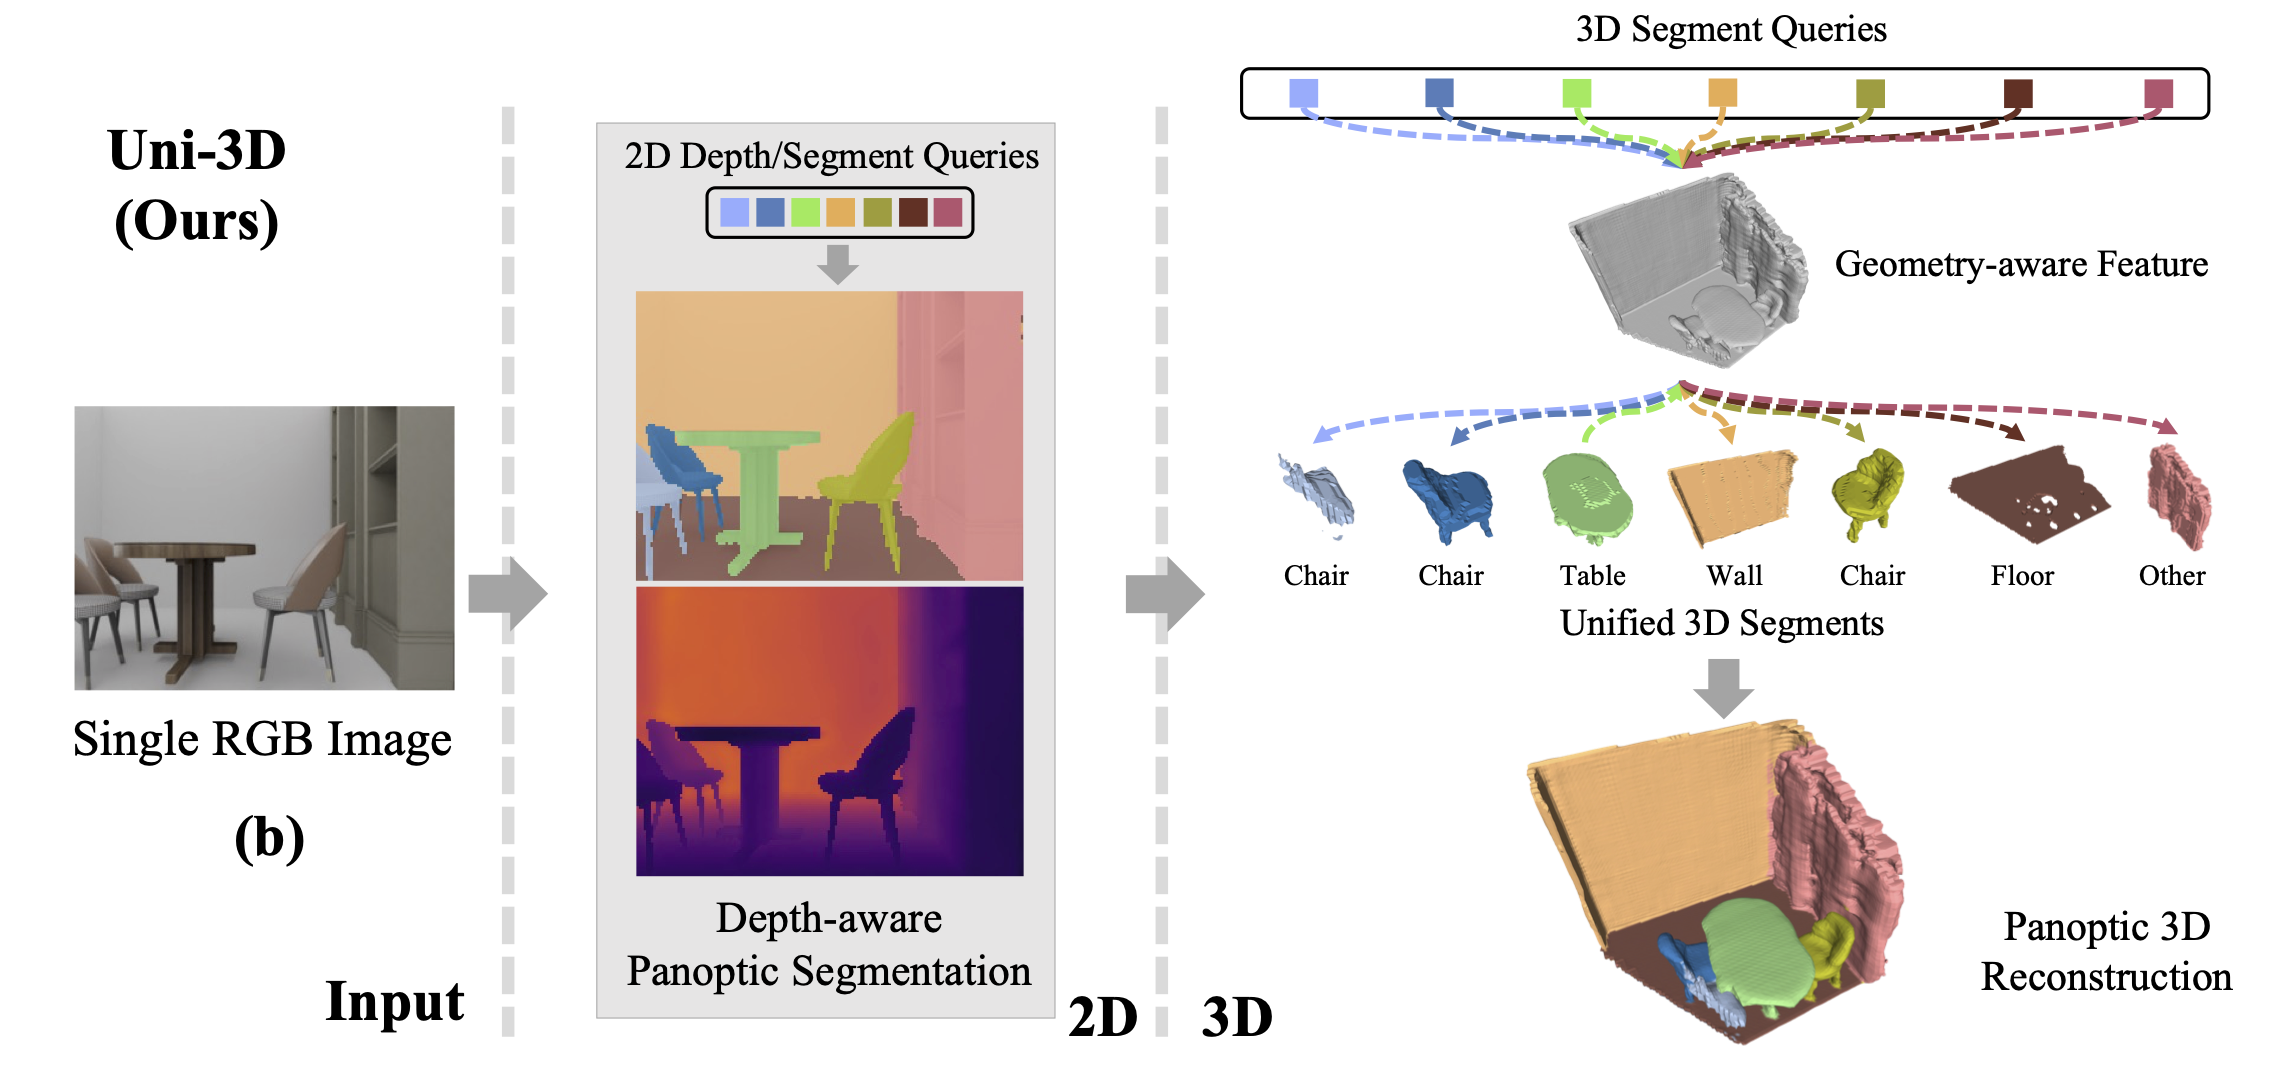 Uni-3D
(Ours)
Single RGB Image
(b)
Input
2D Depth/Segment Queries
Depth-aware
Panoptic Segmentation
2D
3D Segment Queries
Geometry-aware Feature
Chair
Chair
Table
Wall
Chair
Floor
Other
Unified 3D Segments
Panoptic 3D
Reconstruction
3D